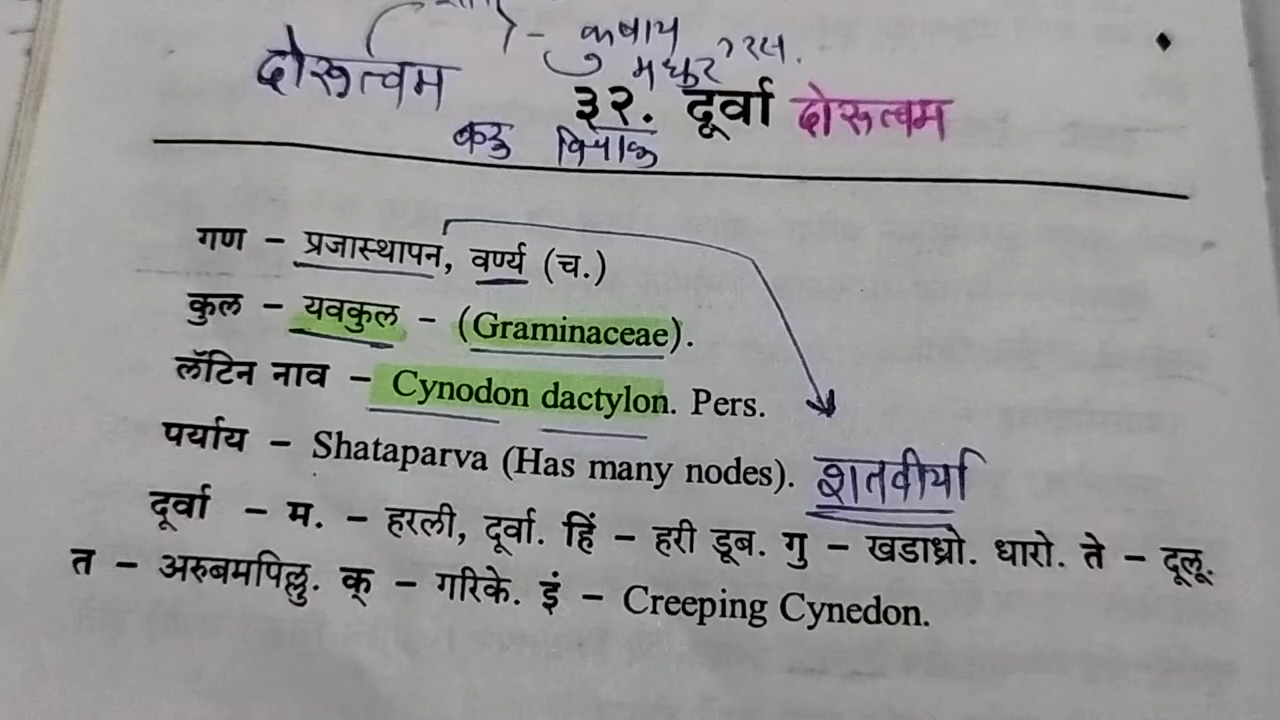 कषाय
मधुर रस.
दोरुत्वम
३२. दूर्वा दोरुत्वम
कटु विपाक
गण – प्रजास्थापन, वर्ण्य (च.)
कुल – यवकुल – (Graminaceae).
लॅटिन नाव – Cynodon dactylon. Pers.
पर्याय – Shataparva (Has many nodes). शतवीर्या
दूर्वा – म. – हरली, दूर्वा. हिं – हरी डूब. गु – खडाध्रो. धारो. ते – दूलू.
त – अरुबमपिल्लु. क् – गरिके. इं – Creeping Cynedon.